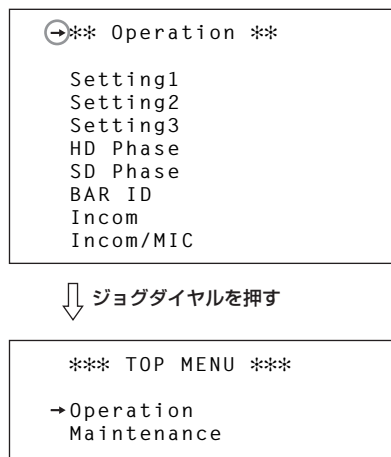 →** Operation **
Setting1
Setting2
Setting3
HD Phase
SD Phase
BAR ID
Incom
Incom/MIC
ジョグダイヤルを押す
*** TOP MENU ***
→Operation
Maintenance